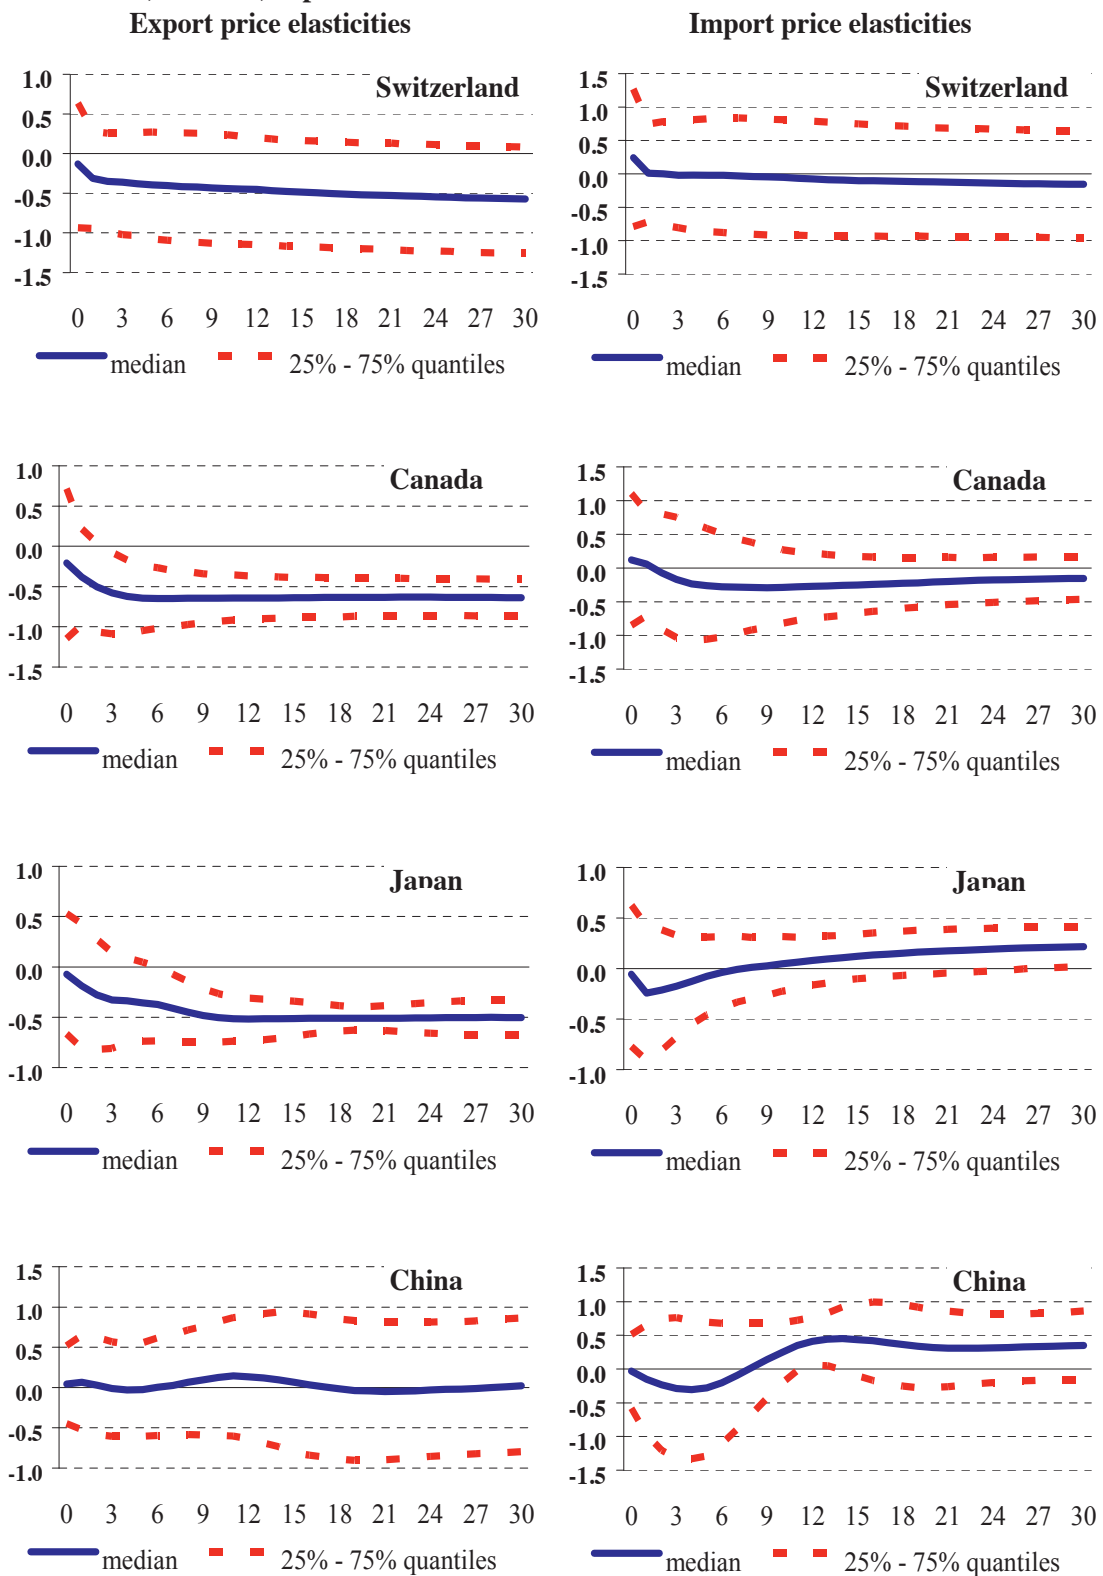 Export price elasticities Import price elasticities
1.0 0.5 0.0 -0.5 -1.0 -1.5
Switzerland
0 3 6 9 12 15 18 21 24 27 30
median 25% - 75% quantiles
1.5 1.0 0.5 0.0 -0.5 -1.0 -1.5
Switzerland
0 3 6 9 12 15 18 21 24 27 30
median 25% - 75% quantiles
1.0 0.5 0.0 -0.5 -1.0 -1.5
Canada
0 3 6 9 12 15 18 21 24 27 30
median 25% - 75% quantiles
1.5 1.0 0.5 0.0 -0.5 -1.0 -1.5
Canada
0 3 6 9 12 15 18 21 24 27 30
median 25% - 75% quantiles
1.0 0.5 0.0 -0.5 -1.0
Japan
0 3 6 9 12 15 18 21 24 27 30
median 25% - 75% quantiles
1.0 0.5 0.0 -0.5 -1.0
Japan
0 3 6 9 12 15 18 21 24 27 30
median 25% - 75% quantiles
1.5 1.0 0.5 0.0 -0.5 -1.0
China
0 3 6 9 12 15 18 21 24 27 30
median 25% - 75% quantiles
1.5 1.0 0.5 0.0 -0.5 -1.0 -1.5
China
0 3 6 9 12 15 18 21 24 27 30
median 25% - 75% quantiles